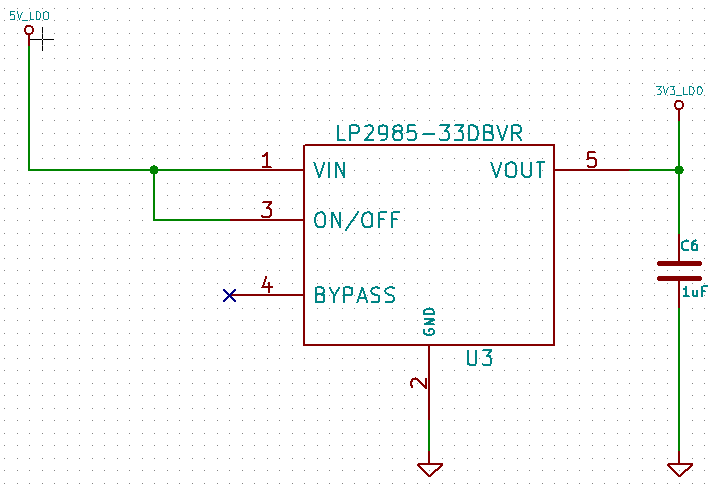 5V_LDO
3V3_LDO
LP2985-33DBVR
1
VIN
VOUT
5
3
ON/OFF
4
BYPASS
GND
2
U3
C6
1uF